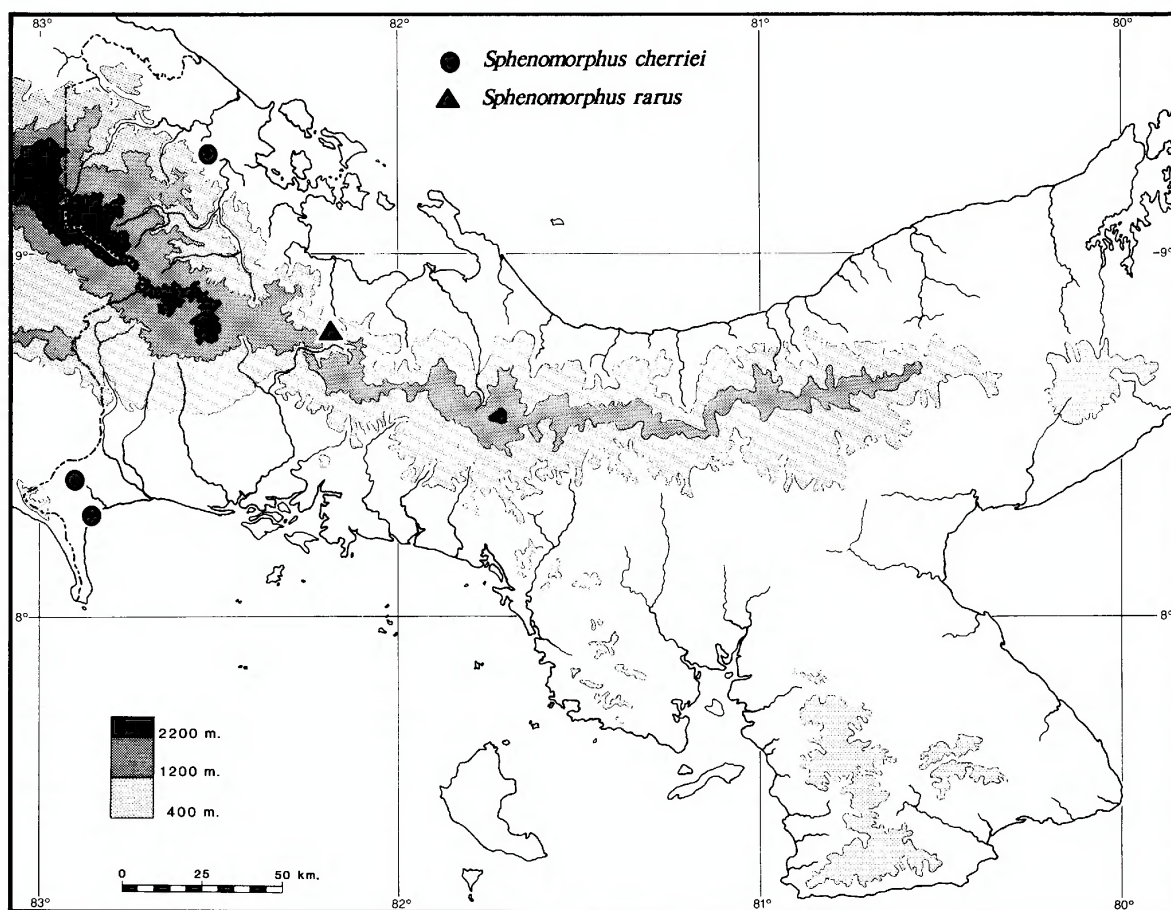 83° 82° 81° 80°
Sphenomorphus cherriei
Sphenomorphus rarus
9° 9°
8° 8°
2200 m.
1200 m.
400 m.
0 25 50 km.
83° 82° 81° 80°